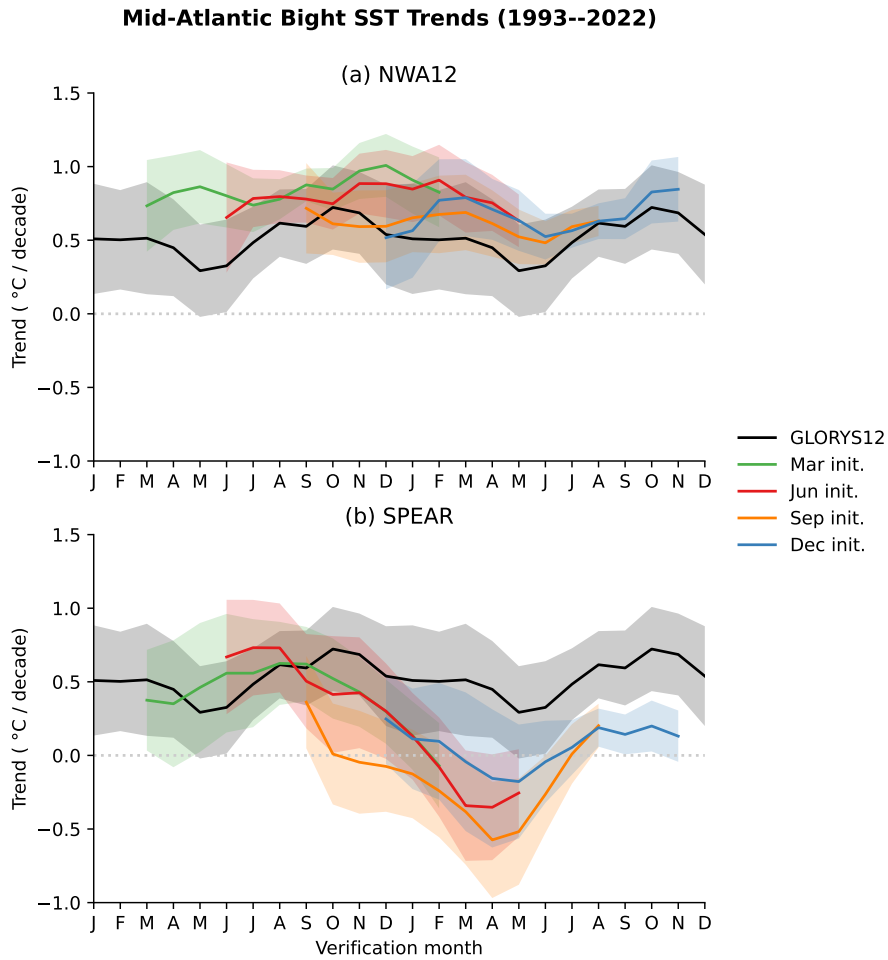 Mid-Atlantic Bight SST Trends (1993--2022)
(a) NWA12
1.5
1.0
0.5
0.0
−0.5
−1.0
Trend ( °C / decade)
J F M A M J J A S O N D J F M A M J J A S O N D
GLORYS12
Mar init.
Jun init.
Sep init.
Dec init.
(b) SPEAR
1.5
1.0
0.5
0.0
−0.5
−1.0
Trend ( °C / decade)
J F M A M J J A S O N D J F M A M J J A S O N D
Verification month